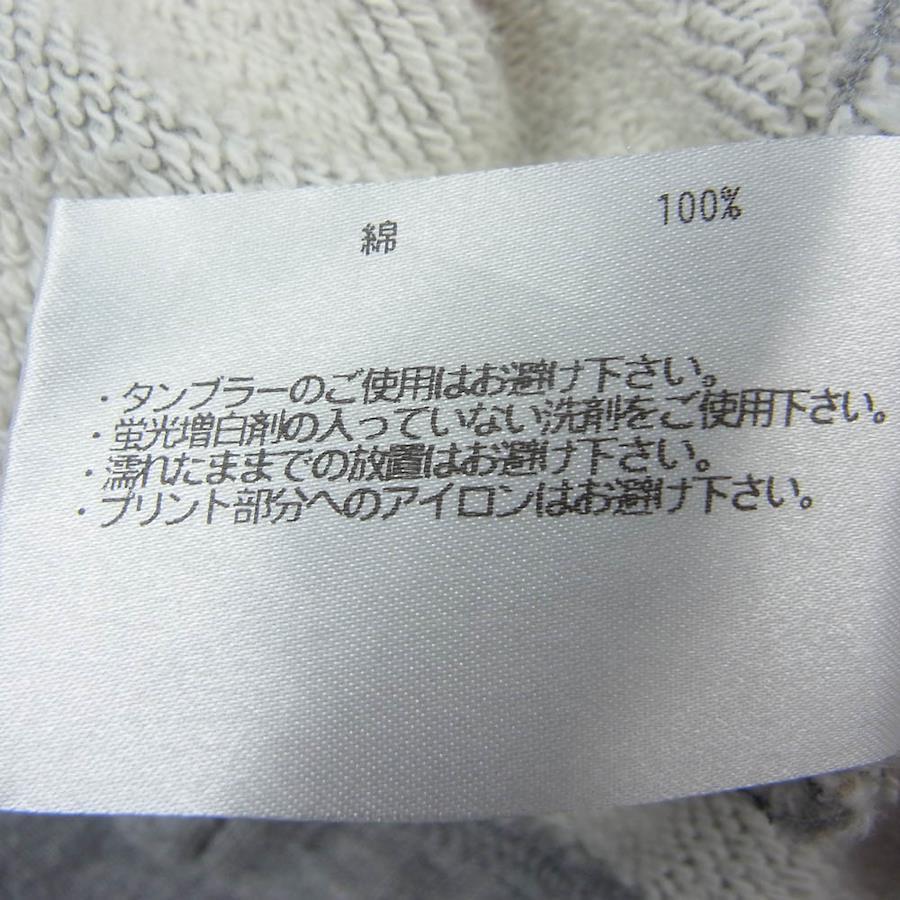 綿 100%
・タンブラーのご使用はお避け下さい。
・蛍光増白剤の入っていない洗剤をご使用下さい。
・濡れたままでの放置はお避け下さい。
・プリント部分へのアイロンはお避け下さい。